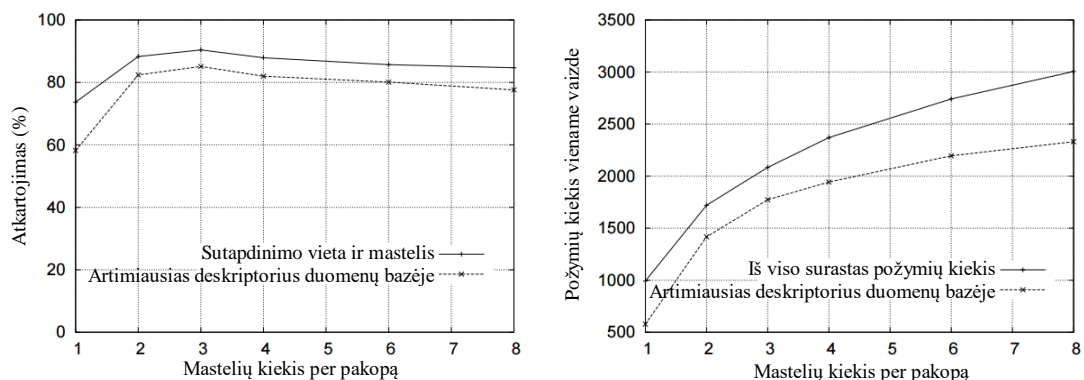 100
80
60
40
20
0
Atkartojimas (%)
Sutapdinimo vieta ir mastelis
Artimiausias deskriptorius duomenų bazėje
1 2 3 4 5 6 7 8
Mastelių kiekis per pakopą
3500
3000
2500
2000
1500
1000
500
Požymių kiekis viename vaizde
Iš viso surastas požymių kiekis
Artimiausias deskriptorius duomenų bazėje
1 2 3 4 5 6 7 8
Mastelių kiekis per pakopą